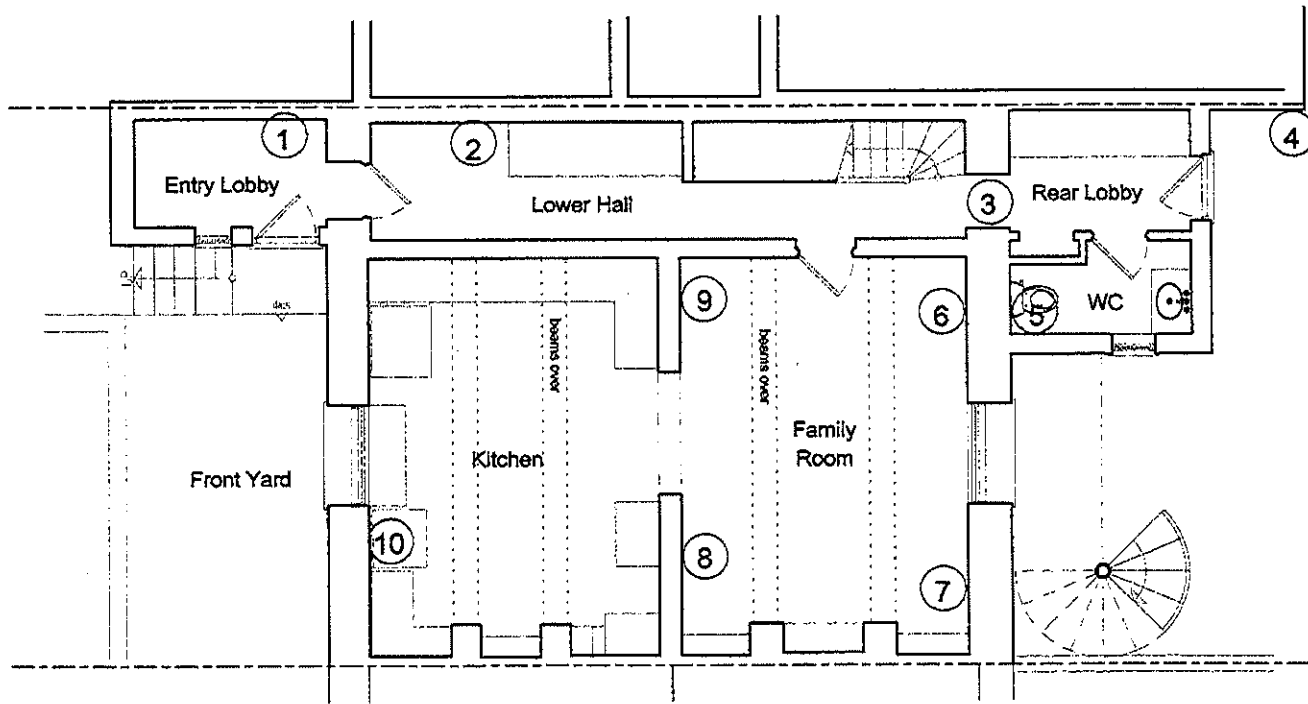 1
2
4
Entry Lobby
Lower Hall
3
Rear Lobby
UP
9
6
5
WC
beams over
beams over
Family
Room
Kitchen
Front Yard
10
8
7